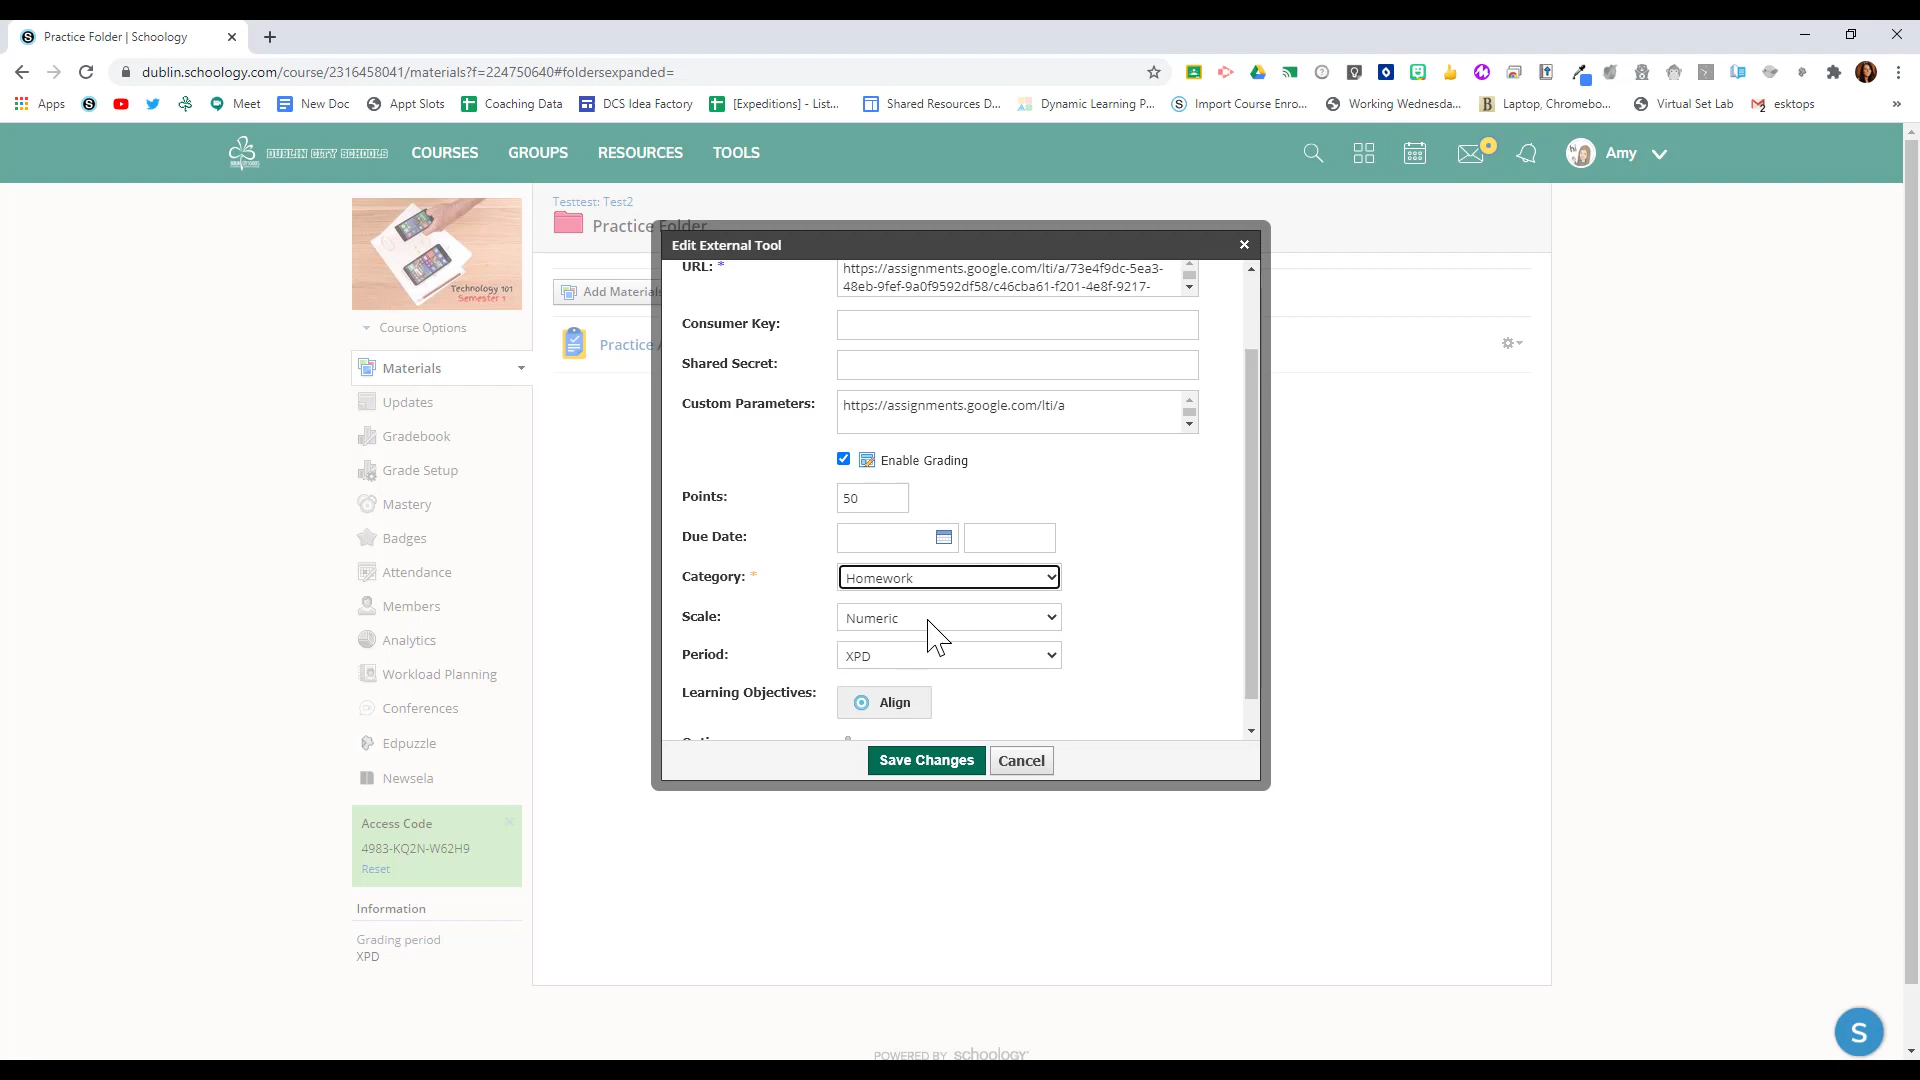 Practice Folder | Schoology
dublin.schoology.com/course/2316458041/materials?f=224750640#foldersexpanded=
Apps
Meet
New Doc
Appt Slots
Coaching Data
DCS Idea Factory
[Expeditions] - List...
Shared Resources D...
Dynamic Learning P...
Import Course Enro...
Working Wednesda...
Laptop, Chromebo...
Virtual Set Lab
esktops
»
DUBLIN CITY SCHOOLS
COURSES
GROUPS
RESOURCES
TOOLS
Amy
Technology 101
Semester 1
Course Options
Materials
Updates
Gradebook
Grade Setup
Mastery
Badges
Attendance
Members
Analytics
Workload Planning
Conferences
Edpuzzle
Newsela
Access Code
4983-KQ2N-W62H9
Reset
Information
Grading period
XPD
Testtest: Test2
Practice Folder
Add Materials
Practice
Edit External Tool
URL: *
https://assignments.google.com/lti/a/73e4f9dc-5ea3-
48eb-9fef-9a0f9592df58/c46cba61-f201-4e8f-9217-
Consumer Key:
Shared Secret:
Custom Parameters:
https://assignments.google.com/lti/a
Enable Grading
Points:
50
Due Date:
Category: *
Homework
Scale:
Numeric
Period:
XPD
Learning Objectives:
Align
Save Changes
Cancel
POWERED BY schoology
S